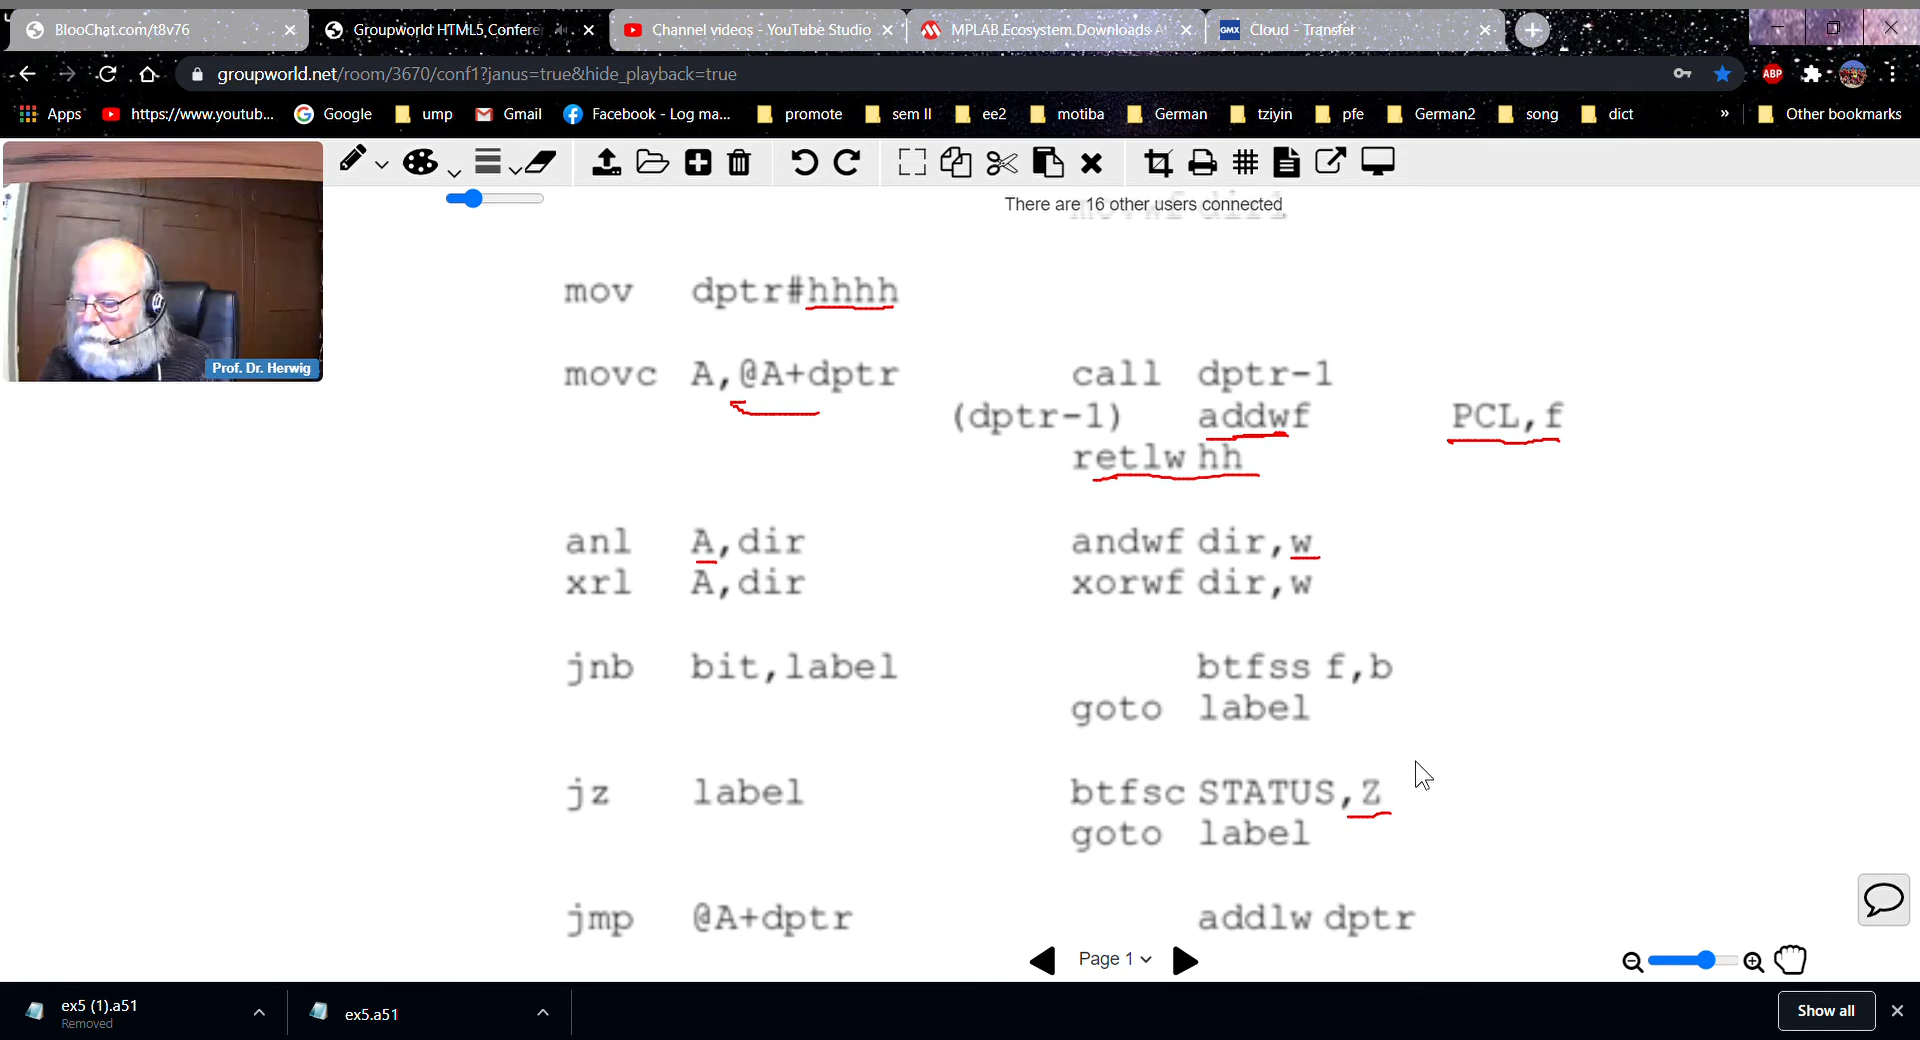 BlooChat.com/t8v76
Groupworld HTML5 Confere
Channel videos - YouTube Studio
MPLAB Ecosystem Downloads A
GMX Cloud - Transfer
groupworld.net/room/3670/conf1?janus=true&hide_playback=true
ABP
Apps https://www.youtub... Google ump Gmail Facebook - Log ma... promote sem II ee2 motiba German tziyin pfe German2 song dict » Other bookmarks
There are 16 other users connected.
movwf dir1
Prof. Dr. Herwig
mov dptr#hhhh
movc A,@A+dptr call dptr-1
(dptr-1) addwf PCL,f
retlw hh
anl A,dir andwf dir,w
xrl A,dir xorwf dir,w
jnb bit,label btfss f,b
goto label
jz label btfsc STATUS,Z
goto label
jmp @A+dptr addlw dptr
Page 1
ex5 (1).a51
Removed
ex5.a51
Show all